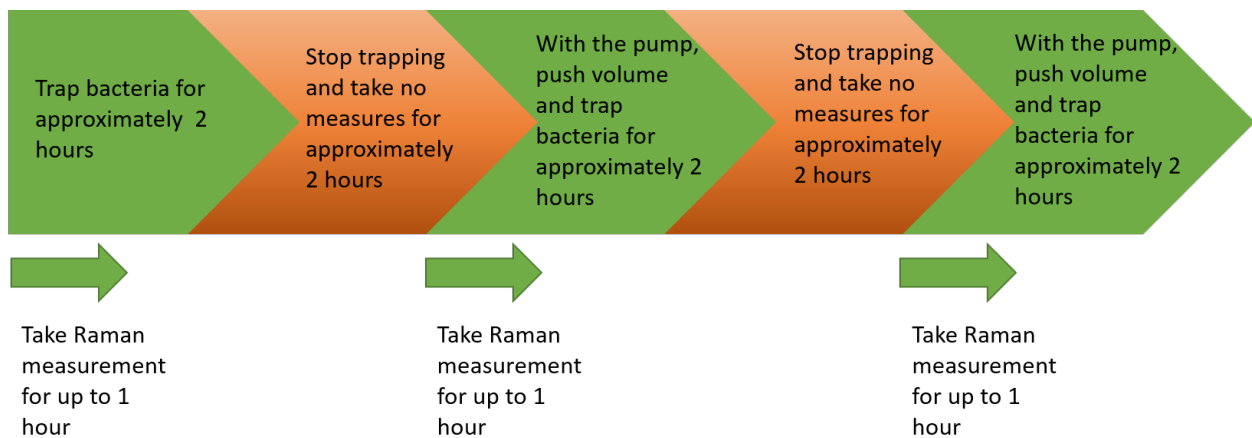 Trap bacteria for
approximately  2
hours
Stop trapping
and take no
measures for
approximately
2 hours
With the pump,
push volume
and trap
bacteria for
approximately 2
hours
Stop trapping
and take no
measures for
approximately
2 hours
With the pump,
push volume
and trap
bacteria for
approximately 2
hours
Take Raman
measurement
for up to 1
hour
Take Raman
measurement
for up to 1
hour
Take Raman
measurement
for up to 1
hour